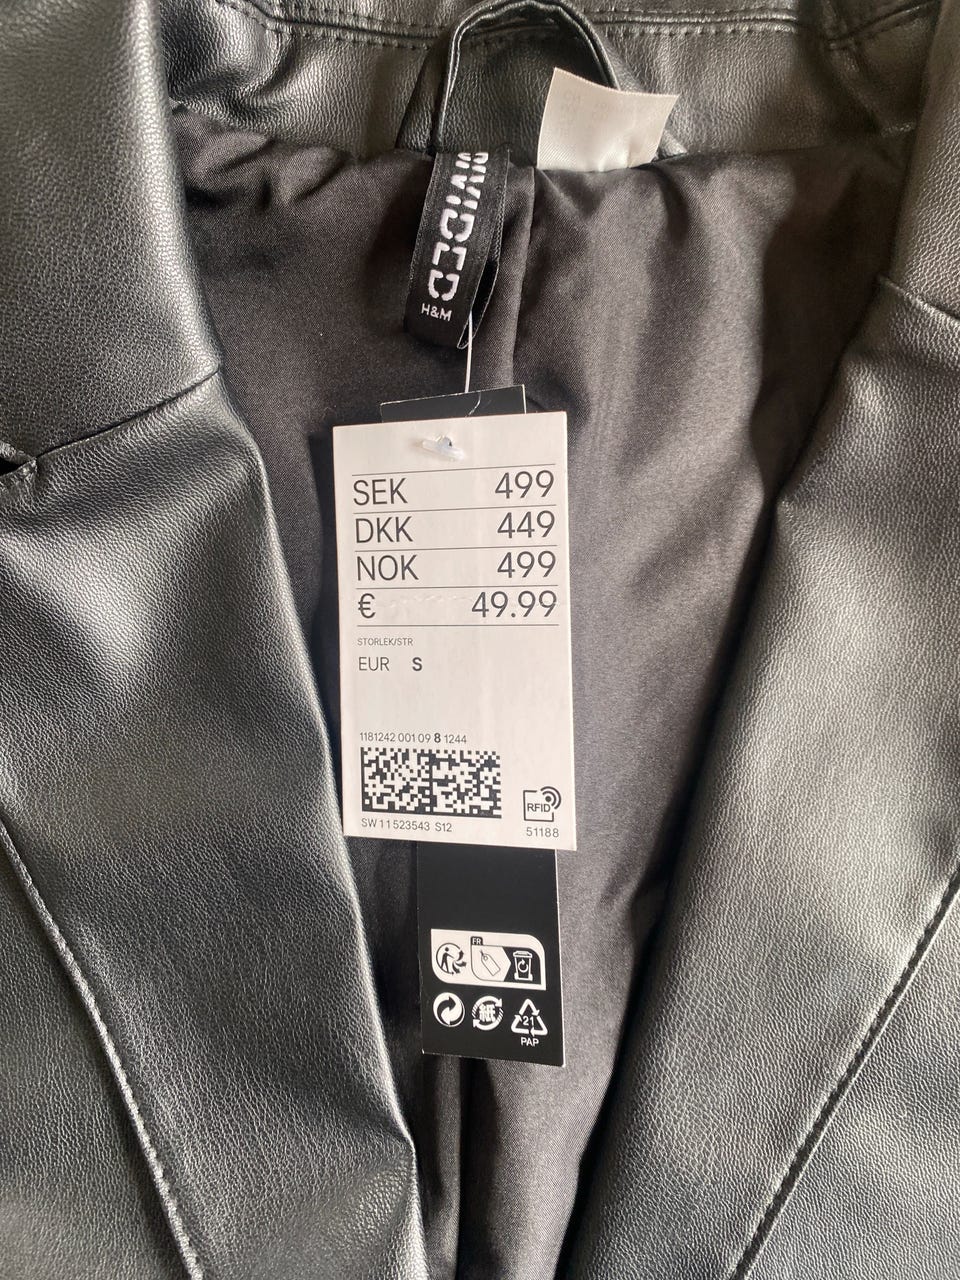 DIVIDED
H&M
SEK 499
DKK 449
NOK 499
€ 49.99
STORLEK/STR
EUR S
1181242 001 09 8 1244
SW 11523543 S12
RFID
51188
FR
紙
21
PAP